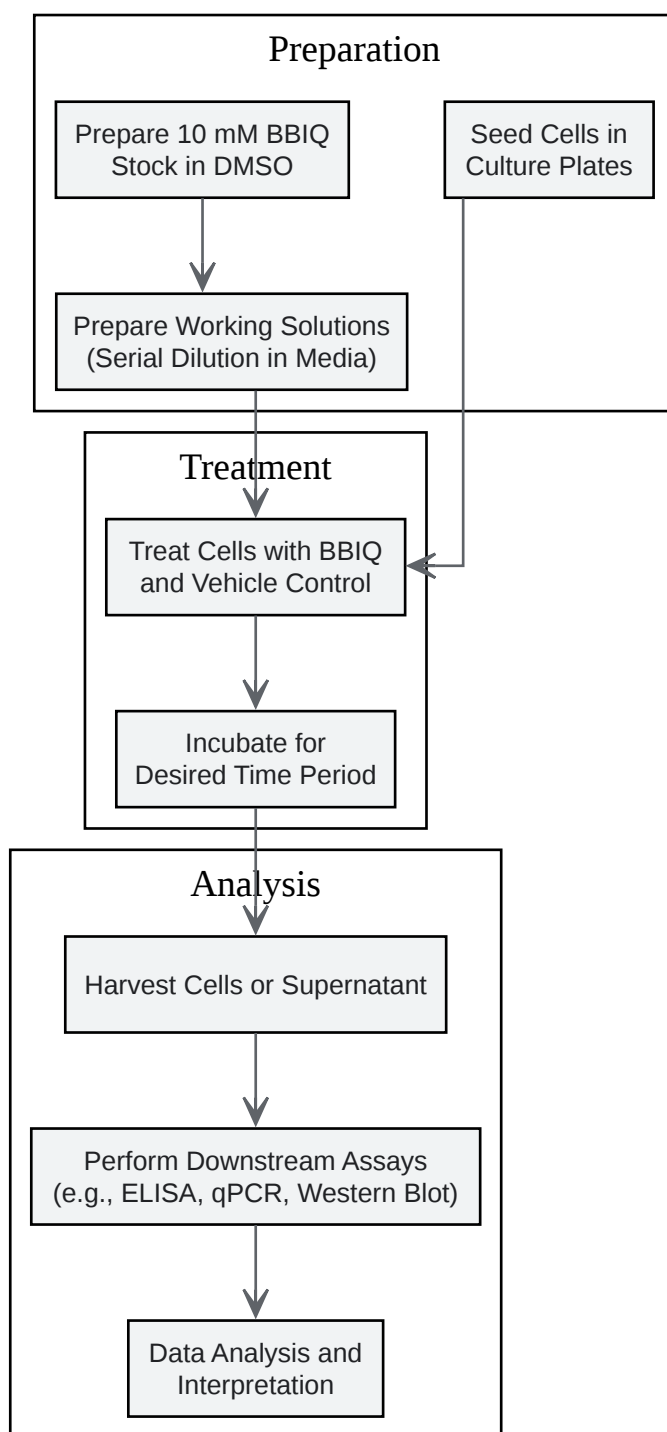 Preparation
Prepare 10 mM BBIQ
Stock in DMSO
Seed Cells in
Culture Plates
Prepare Working Solutions
(Serial Dilution in Media)
Treatment
Treat Cells with BBIQ
and Vehicle Control
Incubate for
Desired Time Period
Analysis
Harvest Cells or Supernatant
Perform Downstream Assays
(e.g., ELISA, qPCR, Western Blot)
Data Analysis and
Interpretation